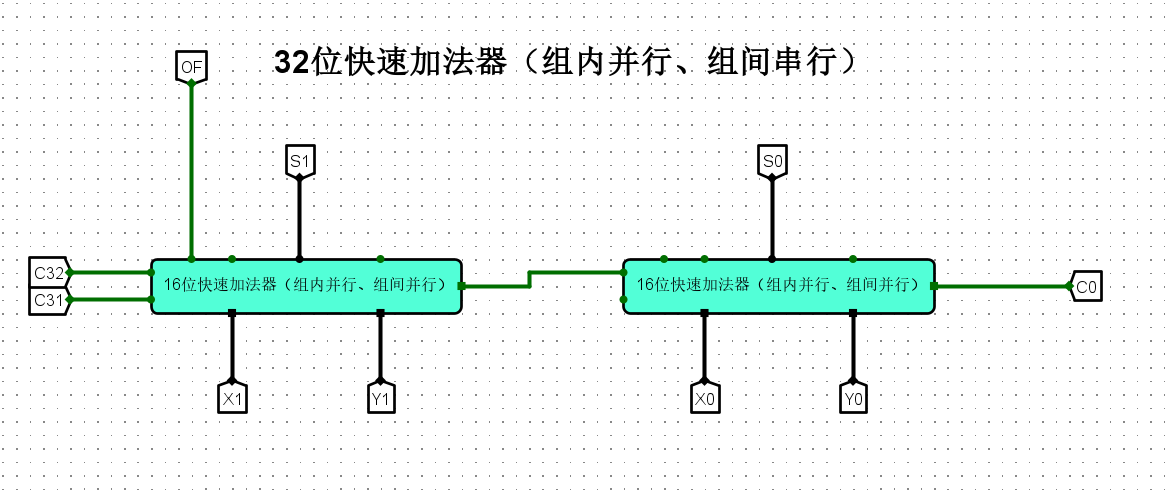 32位快速加法器（组内并行、组间串行）
OF
S1
S0
C32
C31
16位快速加法器（组内并行、组间并行）
16位快速加法器（组内并行、组间并行）
C0
X1
Y1
X0
Y0